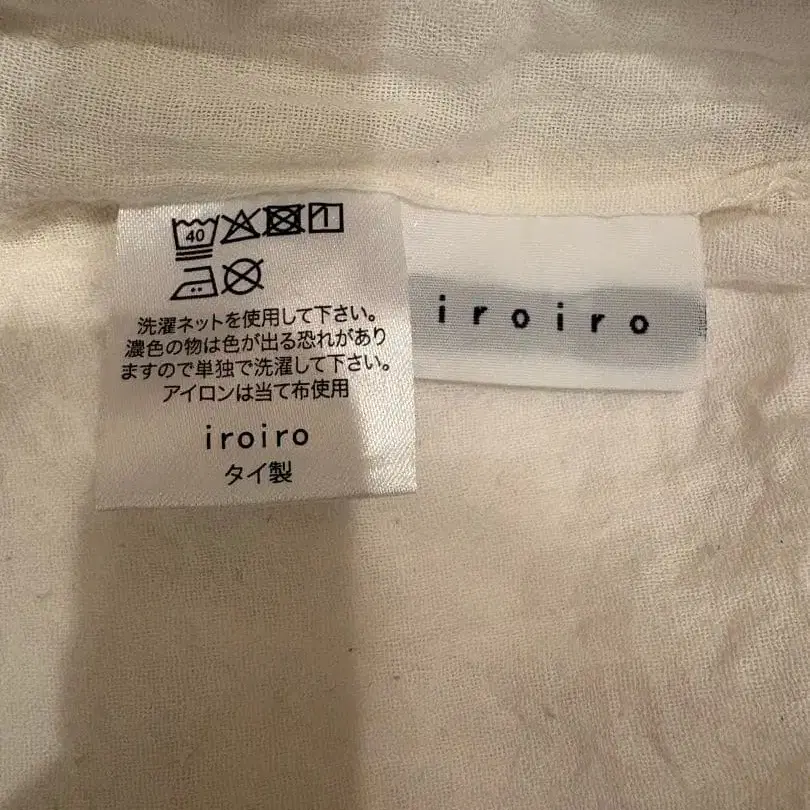 40
洗濯ネットを使用して下さい。
濃色の物は色が出る恐れがあり
ますので単独で洗濯して下さい。
アイロンは当て布使用
iroiro
タイ製
iroiro